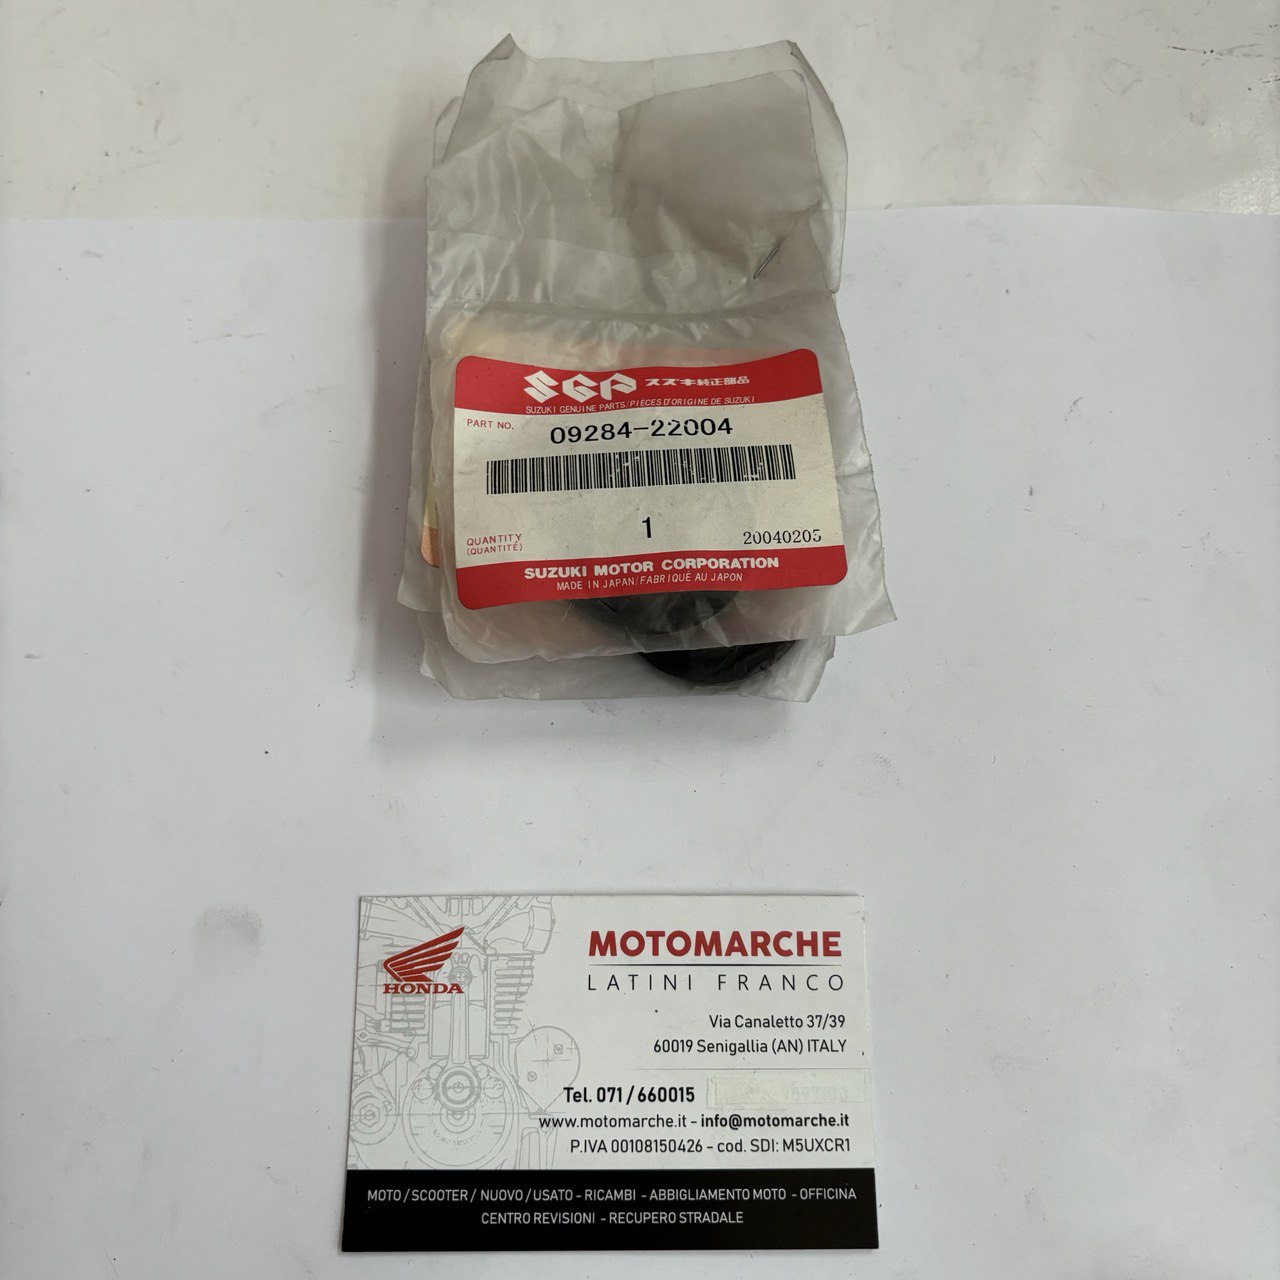 SGP スズキ純正部品
SUZUKI GENUINE PARTS/PIÈCES D'ORIGINE DE SUZUKI
PART NO. 09284-22004
QUANTITY
(QUANTITÉ)
1
20040205
SUZUKI MOTOR CORPORATION
MADE IN JAPAN/FABRIQUÉ AU JAPON
HONDA
MOTOMARCHE
LATINI FRANCO
Via Canaletto 37/39
60019 Senigallia (AN) ITALY
Tel. 071/660015
www.motomarche.it - info@motomarche.it
P.IVA 00108150426 - cod. SDI: M5UXCR1
MOTO / SCOOTER / NUOVO / USATO - RICAMBI - ABBIGLIAMENTO MOTO - OFFICINA
CENTRO REVISIONI - RECUPERO STRADALE